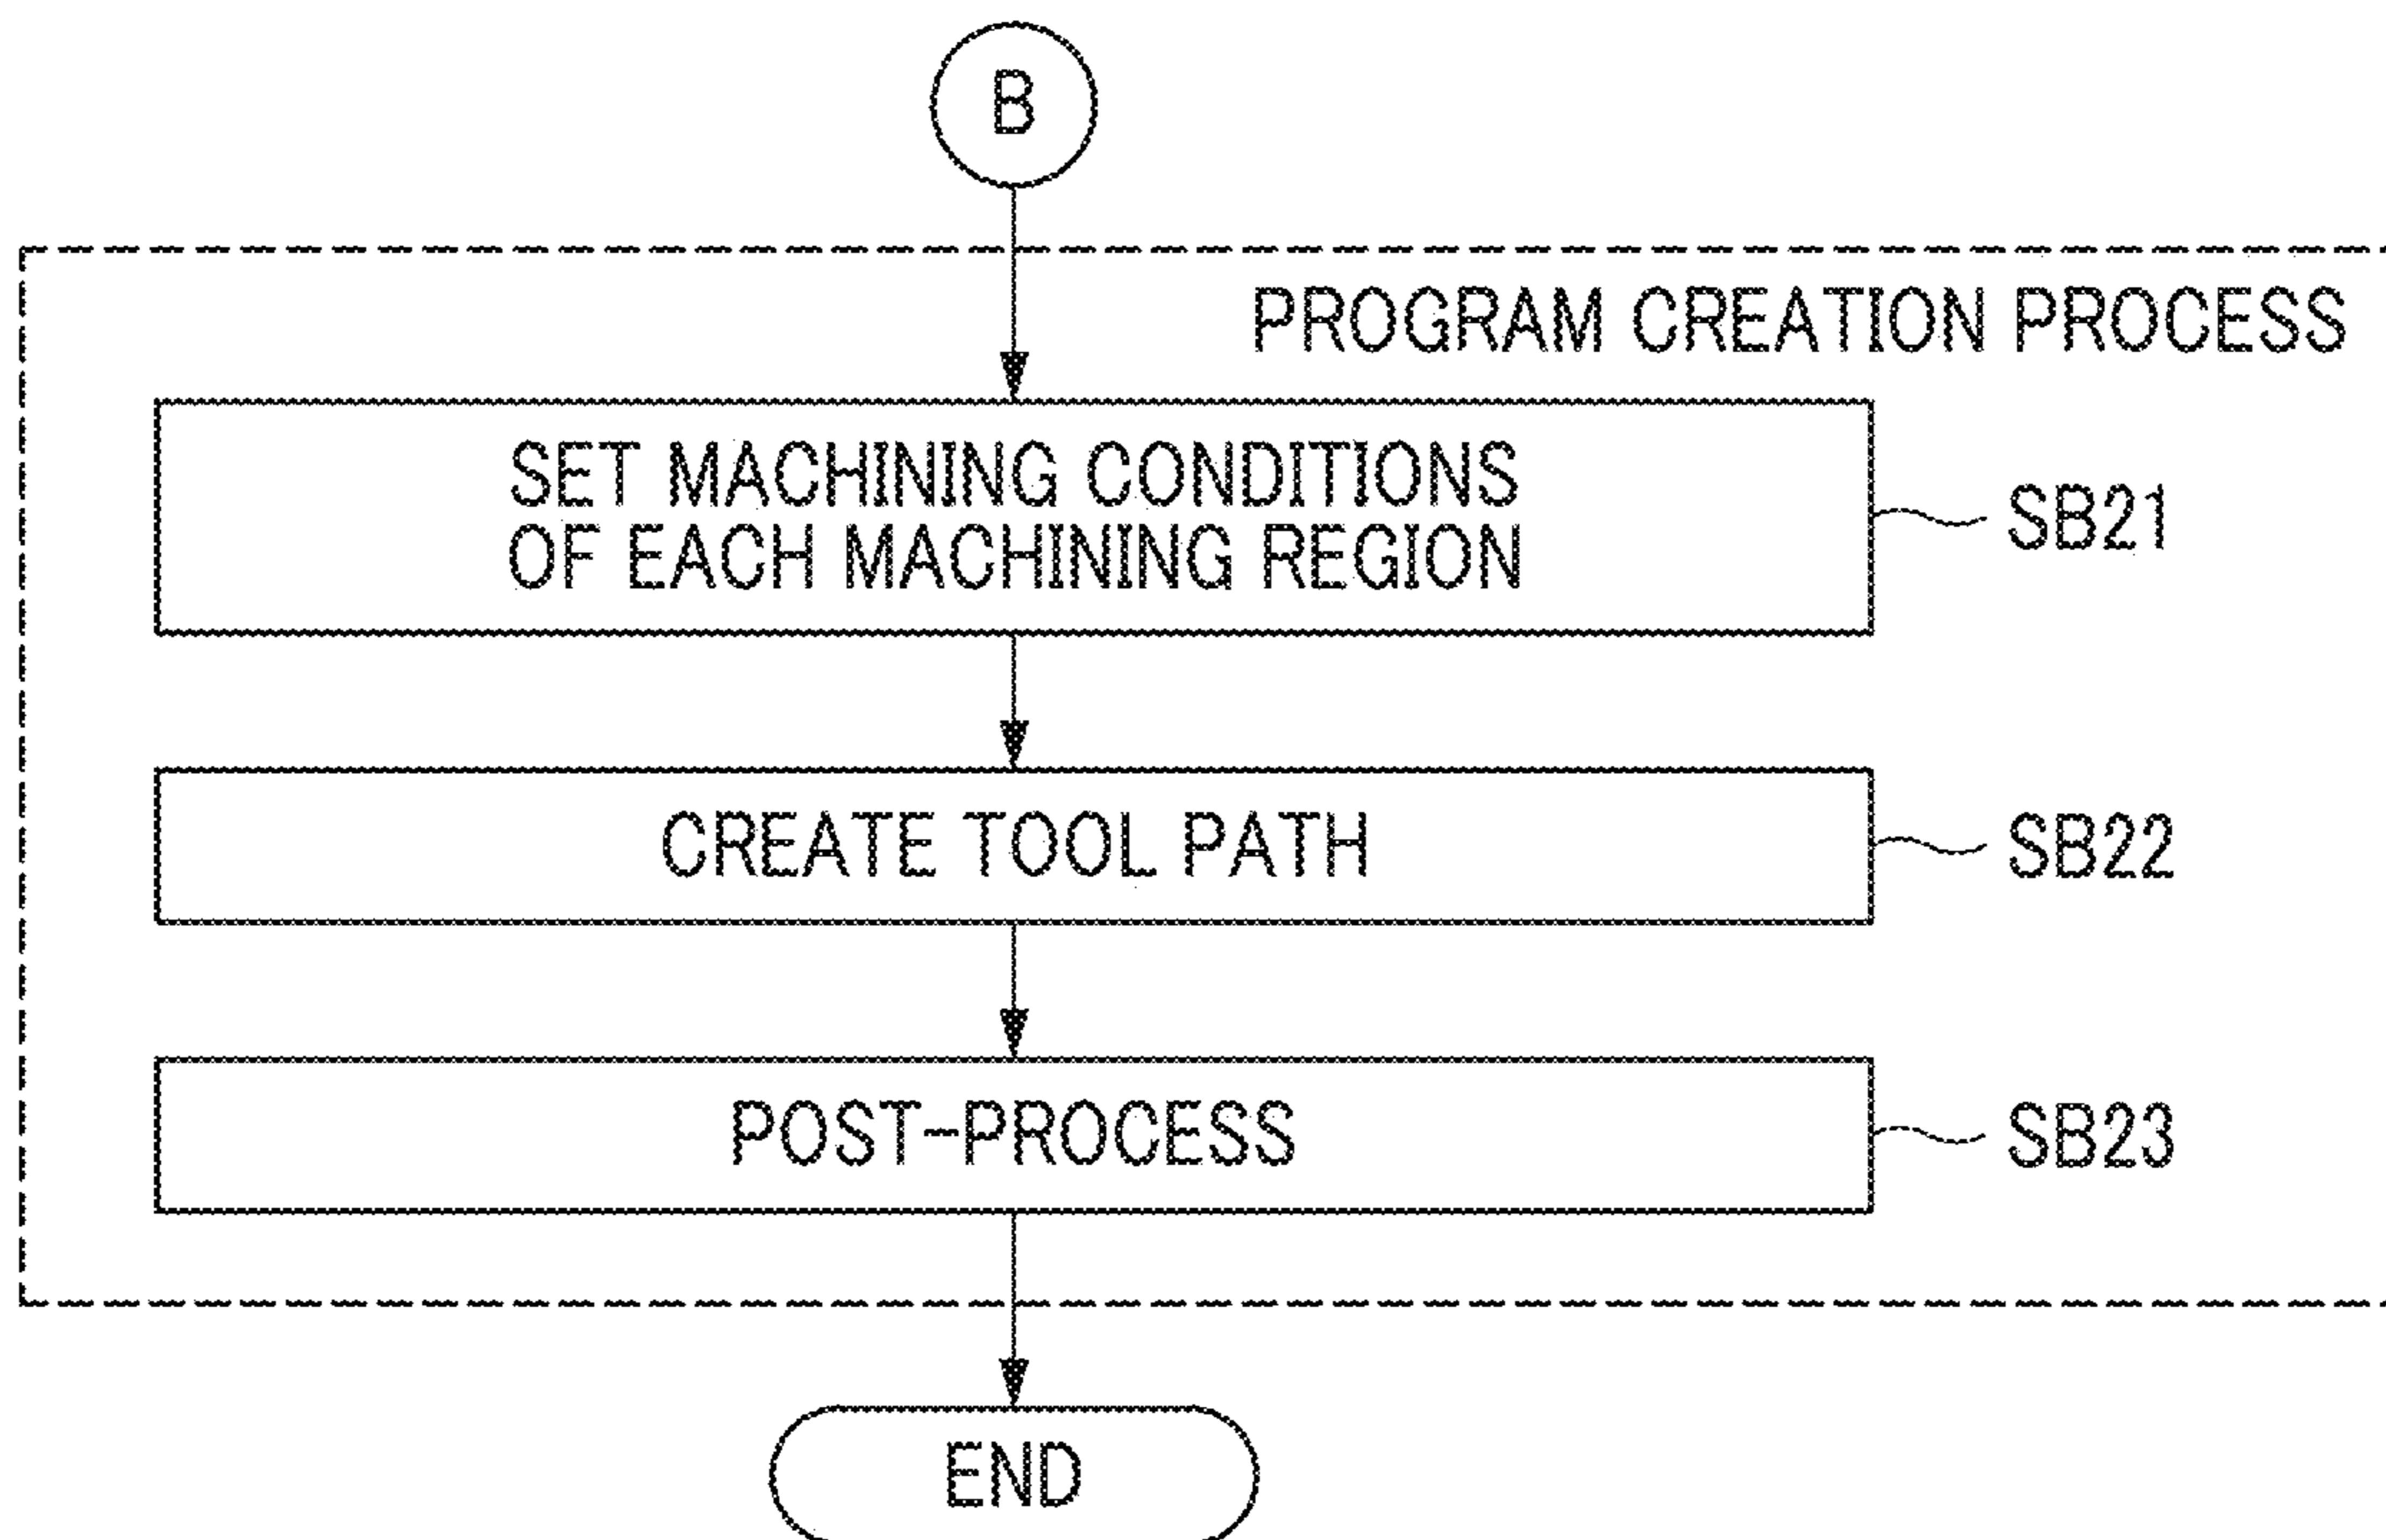 B
PROGRAM CREATION PROCESS
SET MACHINING CONDITIONS
OF EACH MACHINING REGION
SB21
CREATE TOOL PATH
SB22
POST-PROCESS
SB23
END